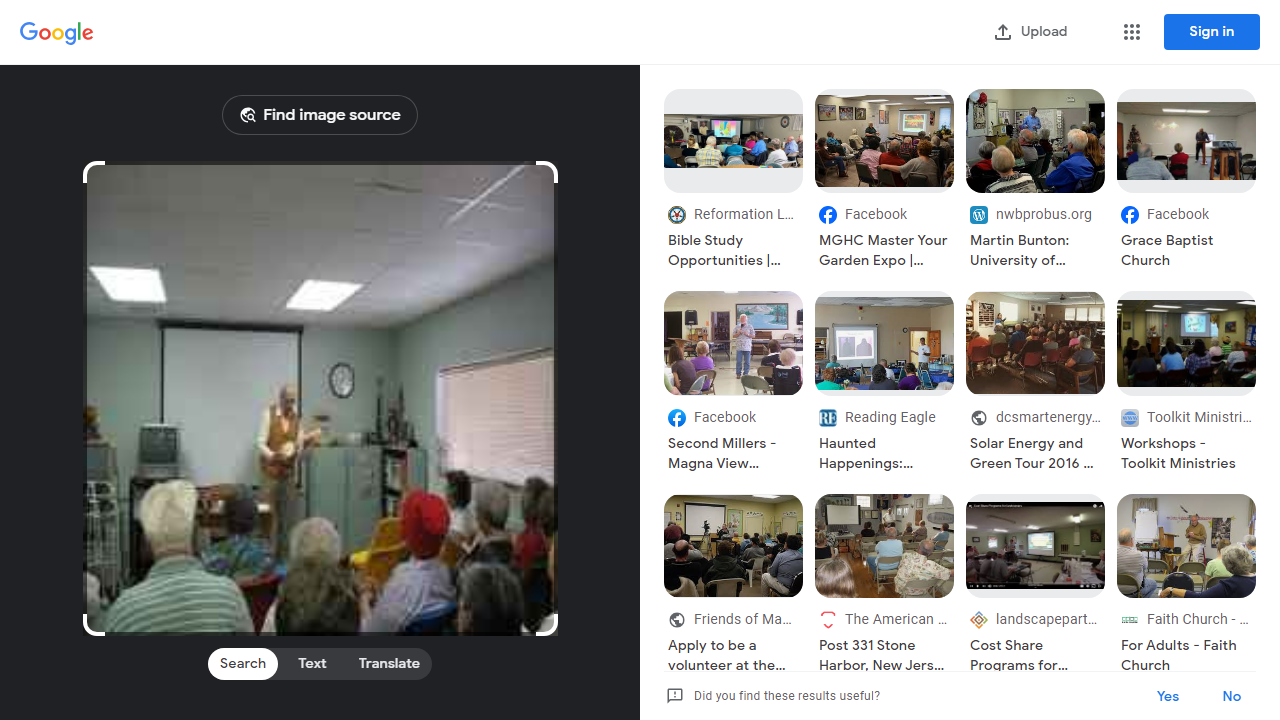 Google
Upload
Sign in
Find image source
Search
Text
Translate
Reformation L...
Bible Study
Opportunities |...
Facebook
MGHC Master Your
Garden Expo |...
nwbprobus.org
Martin Bunton:
University of...
Facebook
Grace Baptist
Church
Facebook
Second Millers -
Magna View...
Reading Eagle
Haunted
Happenings:...
dcsmartenergy...
Solar Energy and
Green Tour 2016 ...
Toolkit Ministri...
Workshops -
Toolkit Ministries
Friends of Ma...
Apply to be a
volunteer at the...
The American ...
Post 331 Stone
Harbor, New Jers...
landscapepart...
Cost Share
Programs for...
Faith Church - ...
For Adults - Faith
Church
Did you find these results useful?
Yes
No